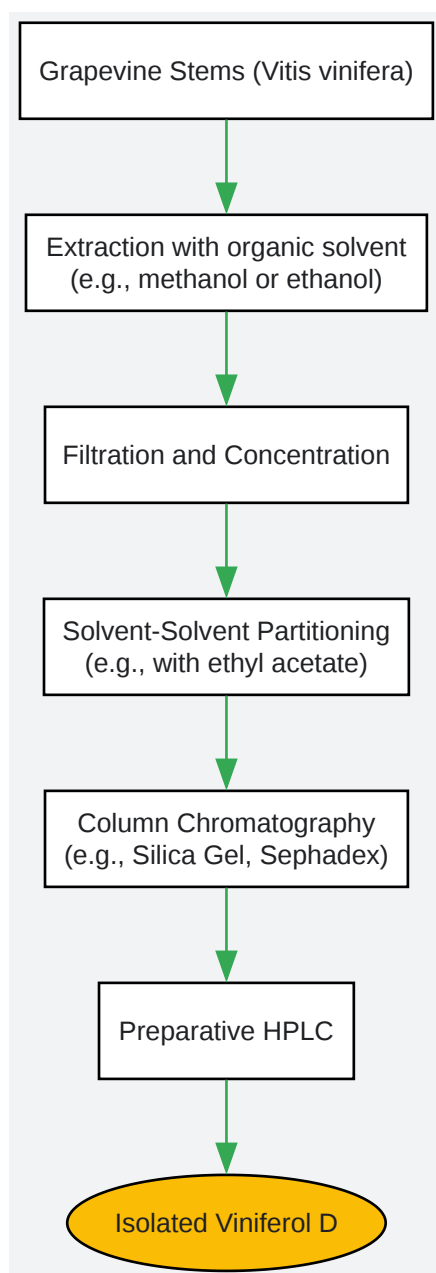 Grapevine Stems (Vitis vinifera)
Extraction with organic solvent
(e.g., methanol or ethanol)
Filtration and Concentration
Solvent-Solvent Partitioning
(e.g., with ethyl acetate)
Column Chromatography
(e.g., Silica Gel, Sephadex)
Preparative HPLC
Isolated Viniferol D